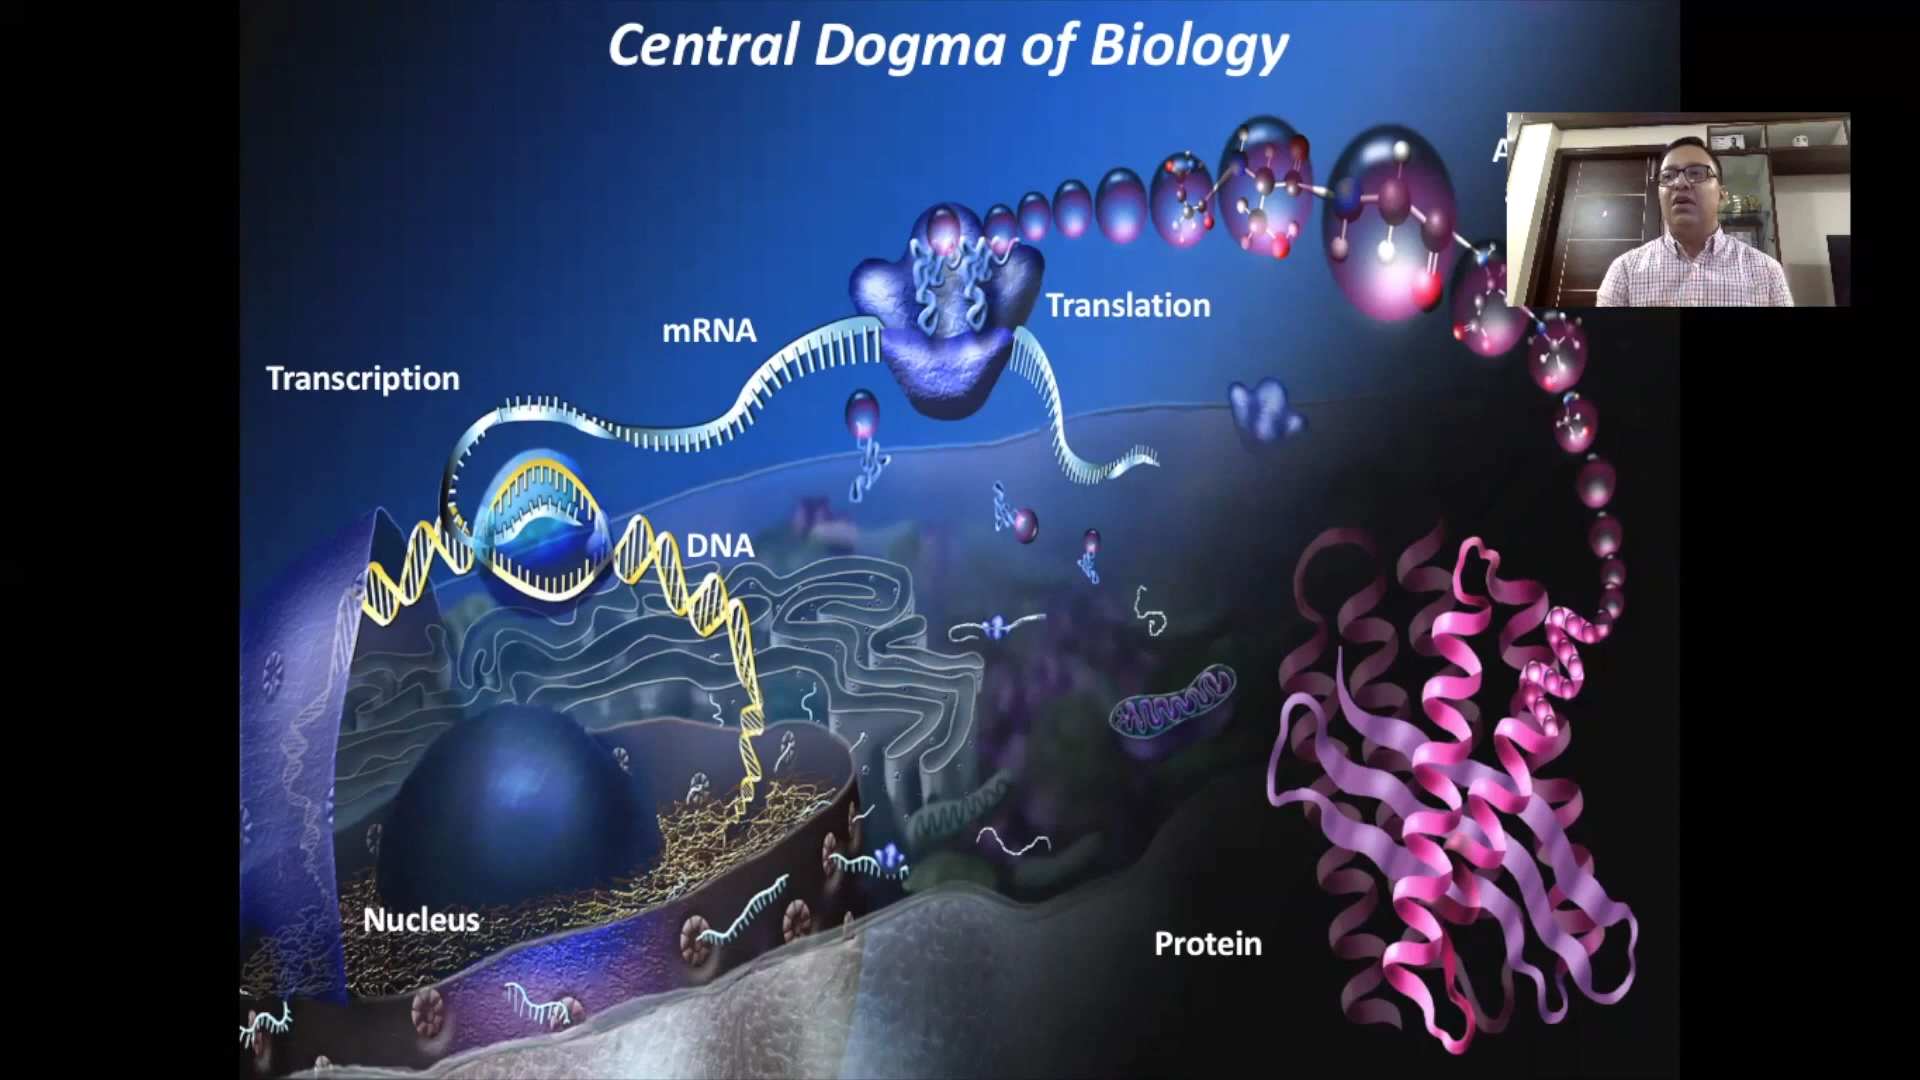 Central Dogma of Biology
Translation
mRNA
Transcription
DNA
Nucleus
Protein